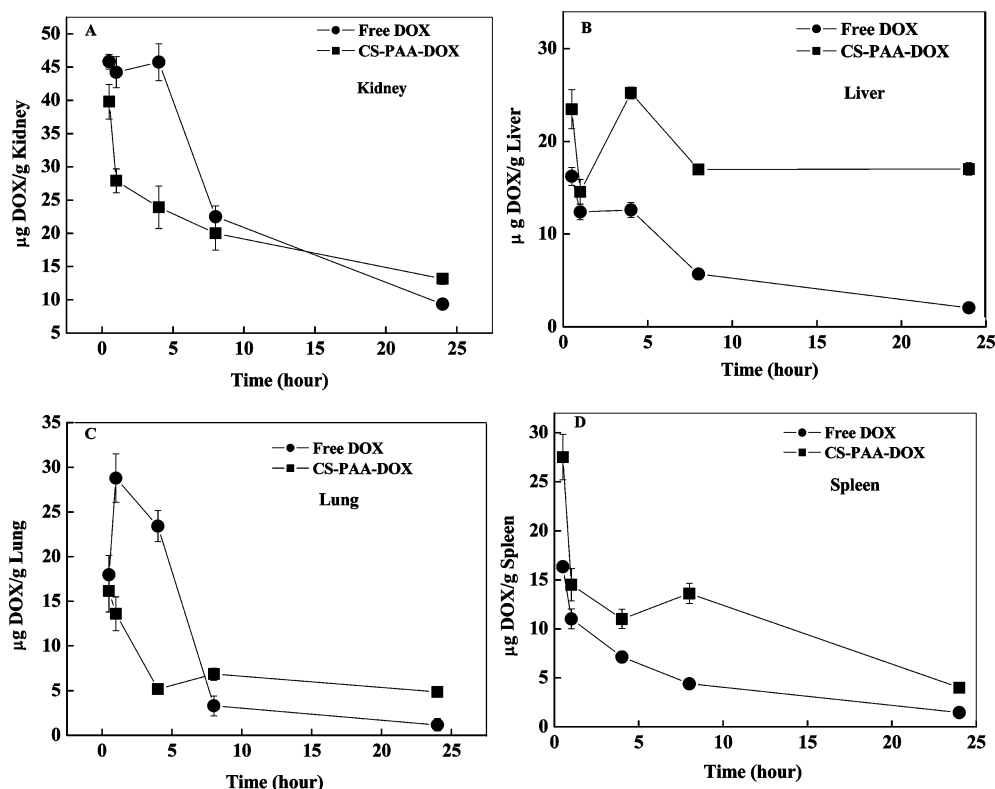 A
Free DOX
CS-PAA-DOX
Kidney
µg DOX/g Kidney
50
45
40
35
30
25
20
15
10
5
0 5 10 15 20 25
Time (hour)
B
Free DOX
CS-PAA-DOX
Liver
µ g DOX/g Liver
30
20
10
0
0 5 10 15 20 25
Time (hour)
C
Free DOX
CS-PAA-DOX
Lung
µg DOX/g Lung
35
30
25
20
15
10
5
0
0 5 10 15 20 25
Time (hour)
D
Free DOX
CS-PAA-DOX
Spleen
µg DOX/g Spleen
30
25
20
15
10
5
0
0 5 10 15 20 25
Time (hour)